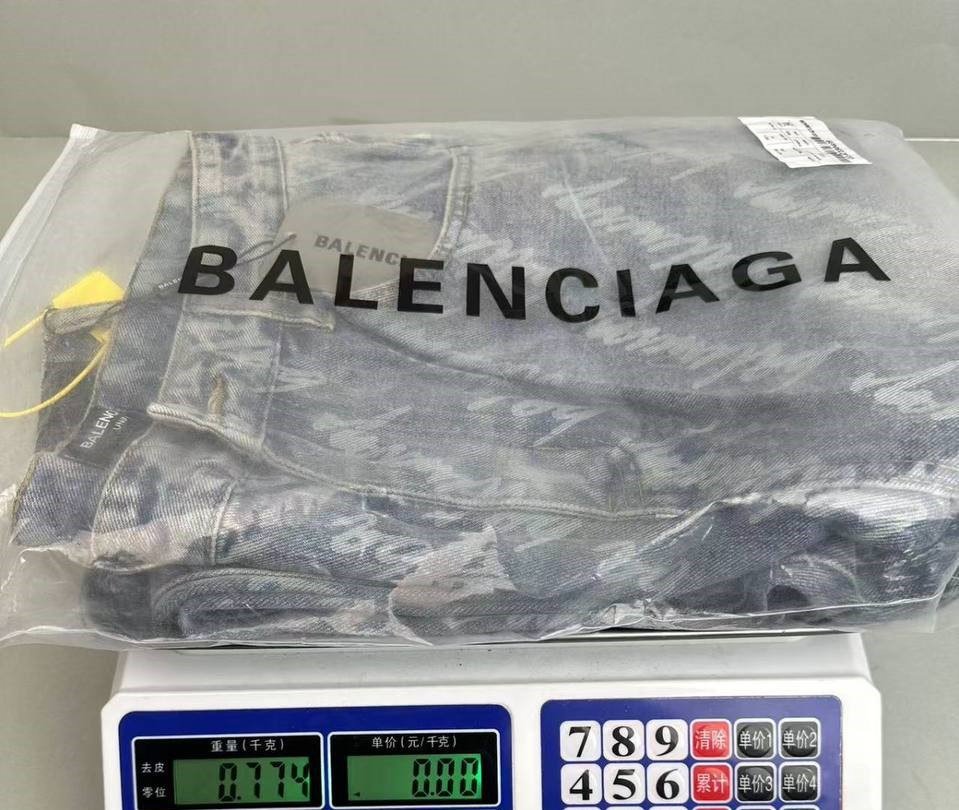 BALENCIAGA
BALENC
BALENC
UNI
重量(千克)
单价(元/千克)
去皮
零位
0.774
0.00
7 8 9 清除 单价1 单价2
4 5 6 累计 单价3 单价4